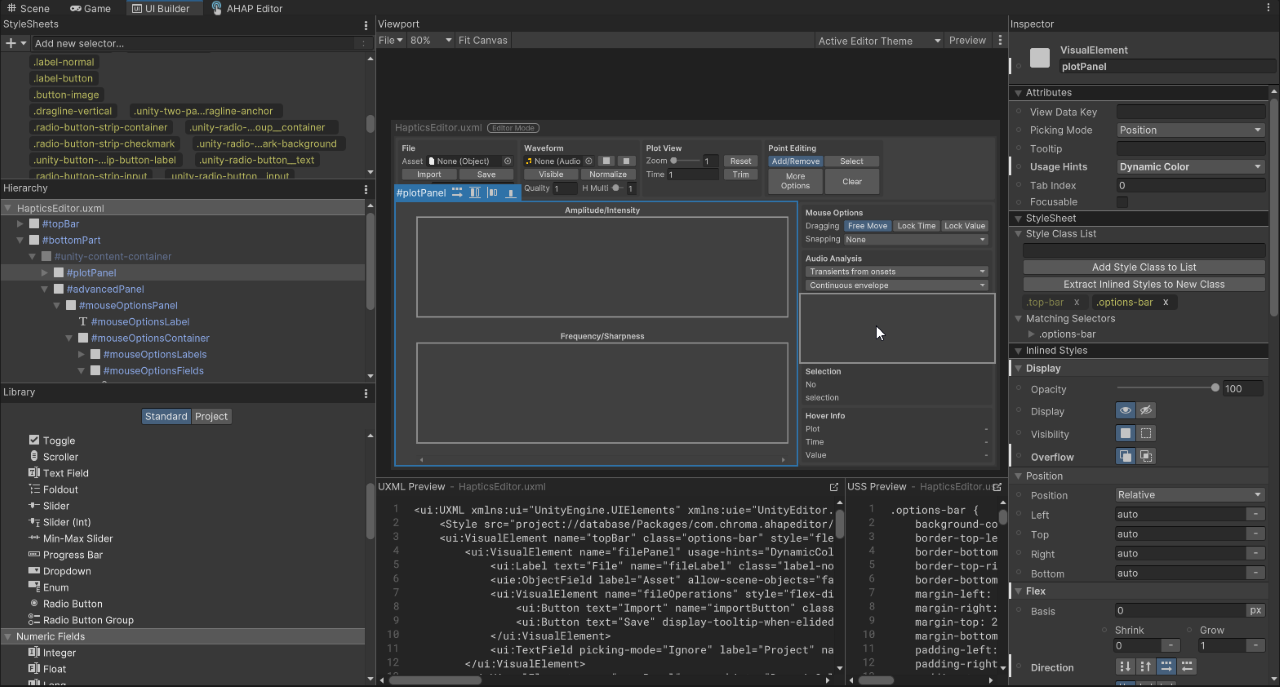 Scene Game UI Builder AHAP Editor
StyleSheets
+ Add new selector...
.label-normal
.label-button
.button-image
.dragline-vertical .unity-two-pa...ragline-anchor
.radio-button-strip-container .unity-radio-...oup__container
.radio-button-strip-checkmark .unity-radio-...ark-background
.unity-button-...ip-button-label .unity-radio-button__text
.radio-button-strip-input .unity-radio-button__input
Hierarchy
HapticsEditor.uxml
#topBar
#bottomPart
#unity-content-container
#plotPanel
#advancedPanel
#mouseOptionsPanel
T #mouseOptionsLabel
#mouseOptionsContainer
#mouseOptionsLabels
#mouseOptionsFields
Library
Standard Project
Toggle
Scroller
Text Field
Foldout
Slider
Slider (Int)
Min-Max Slider
Progress Bar
Dropdown
Enum
Radio Button
Radio Button Group
Numeric Fields
Integer
Float
Long
Viewport
File 80% Fit Canvas Active Editor Theme Preview
HapticsEditor.uxml Editor Mode
File Waveform Plot View Point Editing
Asset None (Object) None (Audio Zoom 1 Reset Add/Remove Select
Import Save Visible Normalize Time 1 Trim More Options Clear
#plotPanel Quality 1 H Multi 1
Amplitude/Intensity
Frequency/Sharpness
Mouse Options
Dragging Free Move Lock Time Lock Value
Snapping None
Audio Analysis
Transients from onsets
Continuous envelope
Selection
No
selection
Hover Info
Plot -
Time -
Value -
UXML Preview - HapticsEditor.uxml
1 <ui:UXML xmlns:ui="UnityEngine.UIElements" xmlns:uie="UnityEditor.
2 <Style src="project://database/Packages/com.chroma.ahapeditor/
3 <ui:VisualElement name="topBar" class="options-bar" style="fle
4 <ui:VisualElement name="filePanel" usage-hints="DynamicCol
5 <ui:Label text="File" name="fileLabel" class="label-no
6 <uie:ObjectField label="Asset" allow-scene-objects="fa
7 <ui:VisualElement name="fileOperations" style="flex-di
8 <ui:Button text="Import" name="importButton" class
9 <ui:Button text="Save" display-tooltip-when-elided
10 </ui:VisualElement>
11 <ui:TextField picking-mode="Ignore" label="Project" na
12 </ui:VisualElement>
USS Preview - HapticsEditor.us
1 .options-bar {
2 background-co
3 border-top-le
4 border-bottom
5 border-top-ri
6 border-bottom
7 margin-left:
8 margin-right:
9 margin-top: 2
10 margin-bottom
11 padding-left:
12 padding-right
Inspector
VisualElement
plotPanel
Attributes
View Data Key
Picking Mode Position
Tooltip
Usage Hints Dynamic Color
Tab Index 0
Focusable
StyleSheet
Style Class List
Add Style Class to List
Extract Inlined Styles to New Class
.top-bar x .options-bar x
Matching Selectors
.options-bar
Inlined Styles
Display
Opacity 100
Display
Visibility
Overflow
Position
Position Relative
Left auto
Top auto
Right auto
Bottom auto
Flex
Basis 0 px
Shrink Grow
0 1
Direction